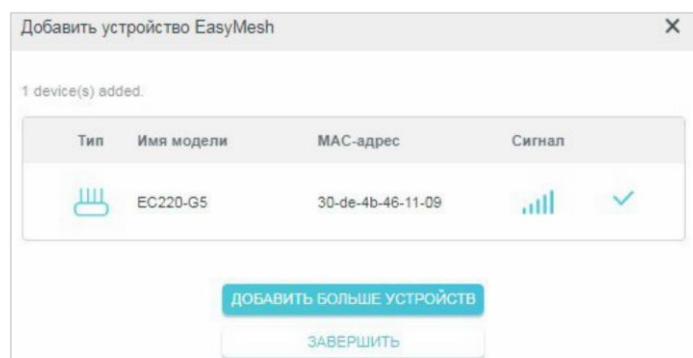 Добавить устройство EasyMesh
1 device(s) added.
Тип Имя модели MAC-адрес Сигнал
EC220-G5 30-de-4b-46-11-09
ДОБАВИТЬ БОЛЬШЕ УСТРОЙСТВ
ЗАВЕРШИТЬ